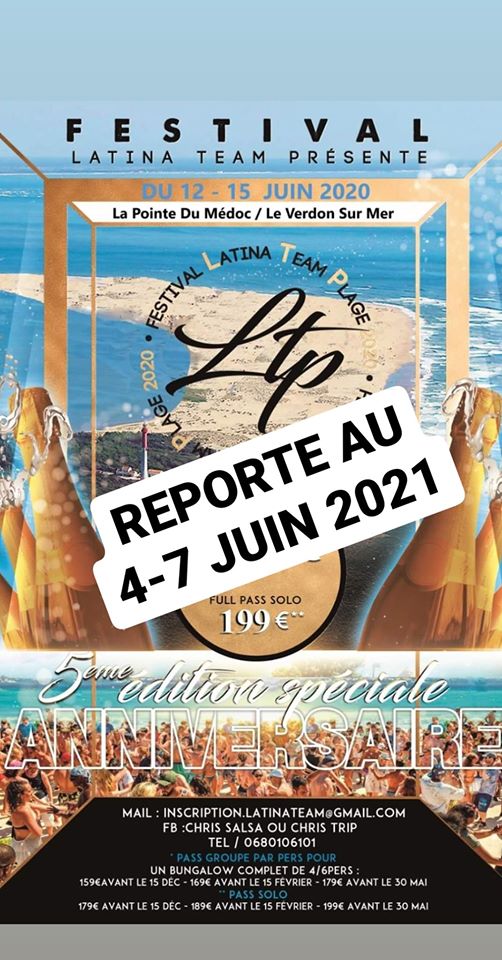 FESTIVAL
LATINA TEAM PRÉSENTE
DU 12 - 15 JUIN 2020
La Pointe Du Médoc / Le Verdon Sur Mer
PLAGE 2020 • FESTIVAL LATINA TEAM PLAGE 2020
Ltp
REPORTE AU
4-7 JUIN 2021
FULL PASS SOLO
199 €**
5eme édition spéciale
ANNIVERSAIRE
MAIL : INSCRIPTION.LATINATEAM@GMAIL.COM
FB :CHRIS SALSA OU CHRIS TRIP
TEL / 0680106101
* PASS GROUPE PAR PERS POUR
UN BUNGALOW COMPLET DE 4/6PERS :
159€AVANT LE 15 DÉC - 169€ AVANT 15 FÉVRIER - 179€ AVANT LE 30 MAI
** PASS SOLO
179€ AVANT 15 DÉC - 189€ AVANT 15 FÉVRIER - 199€ AVANT 30 MAI